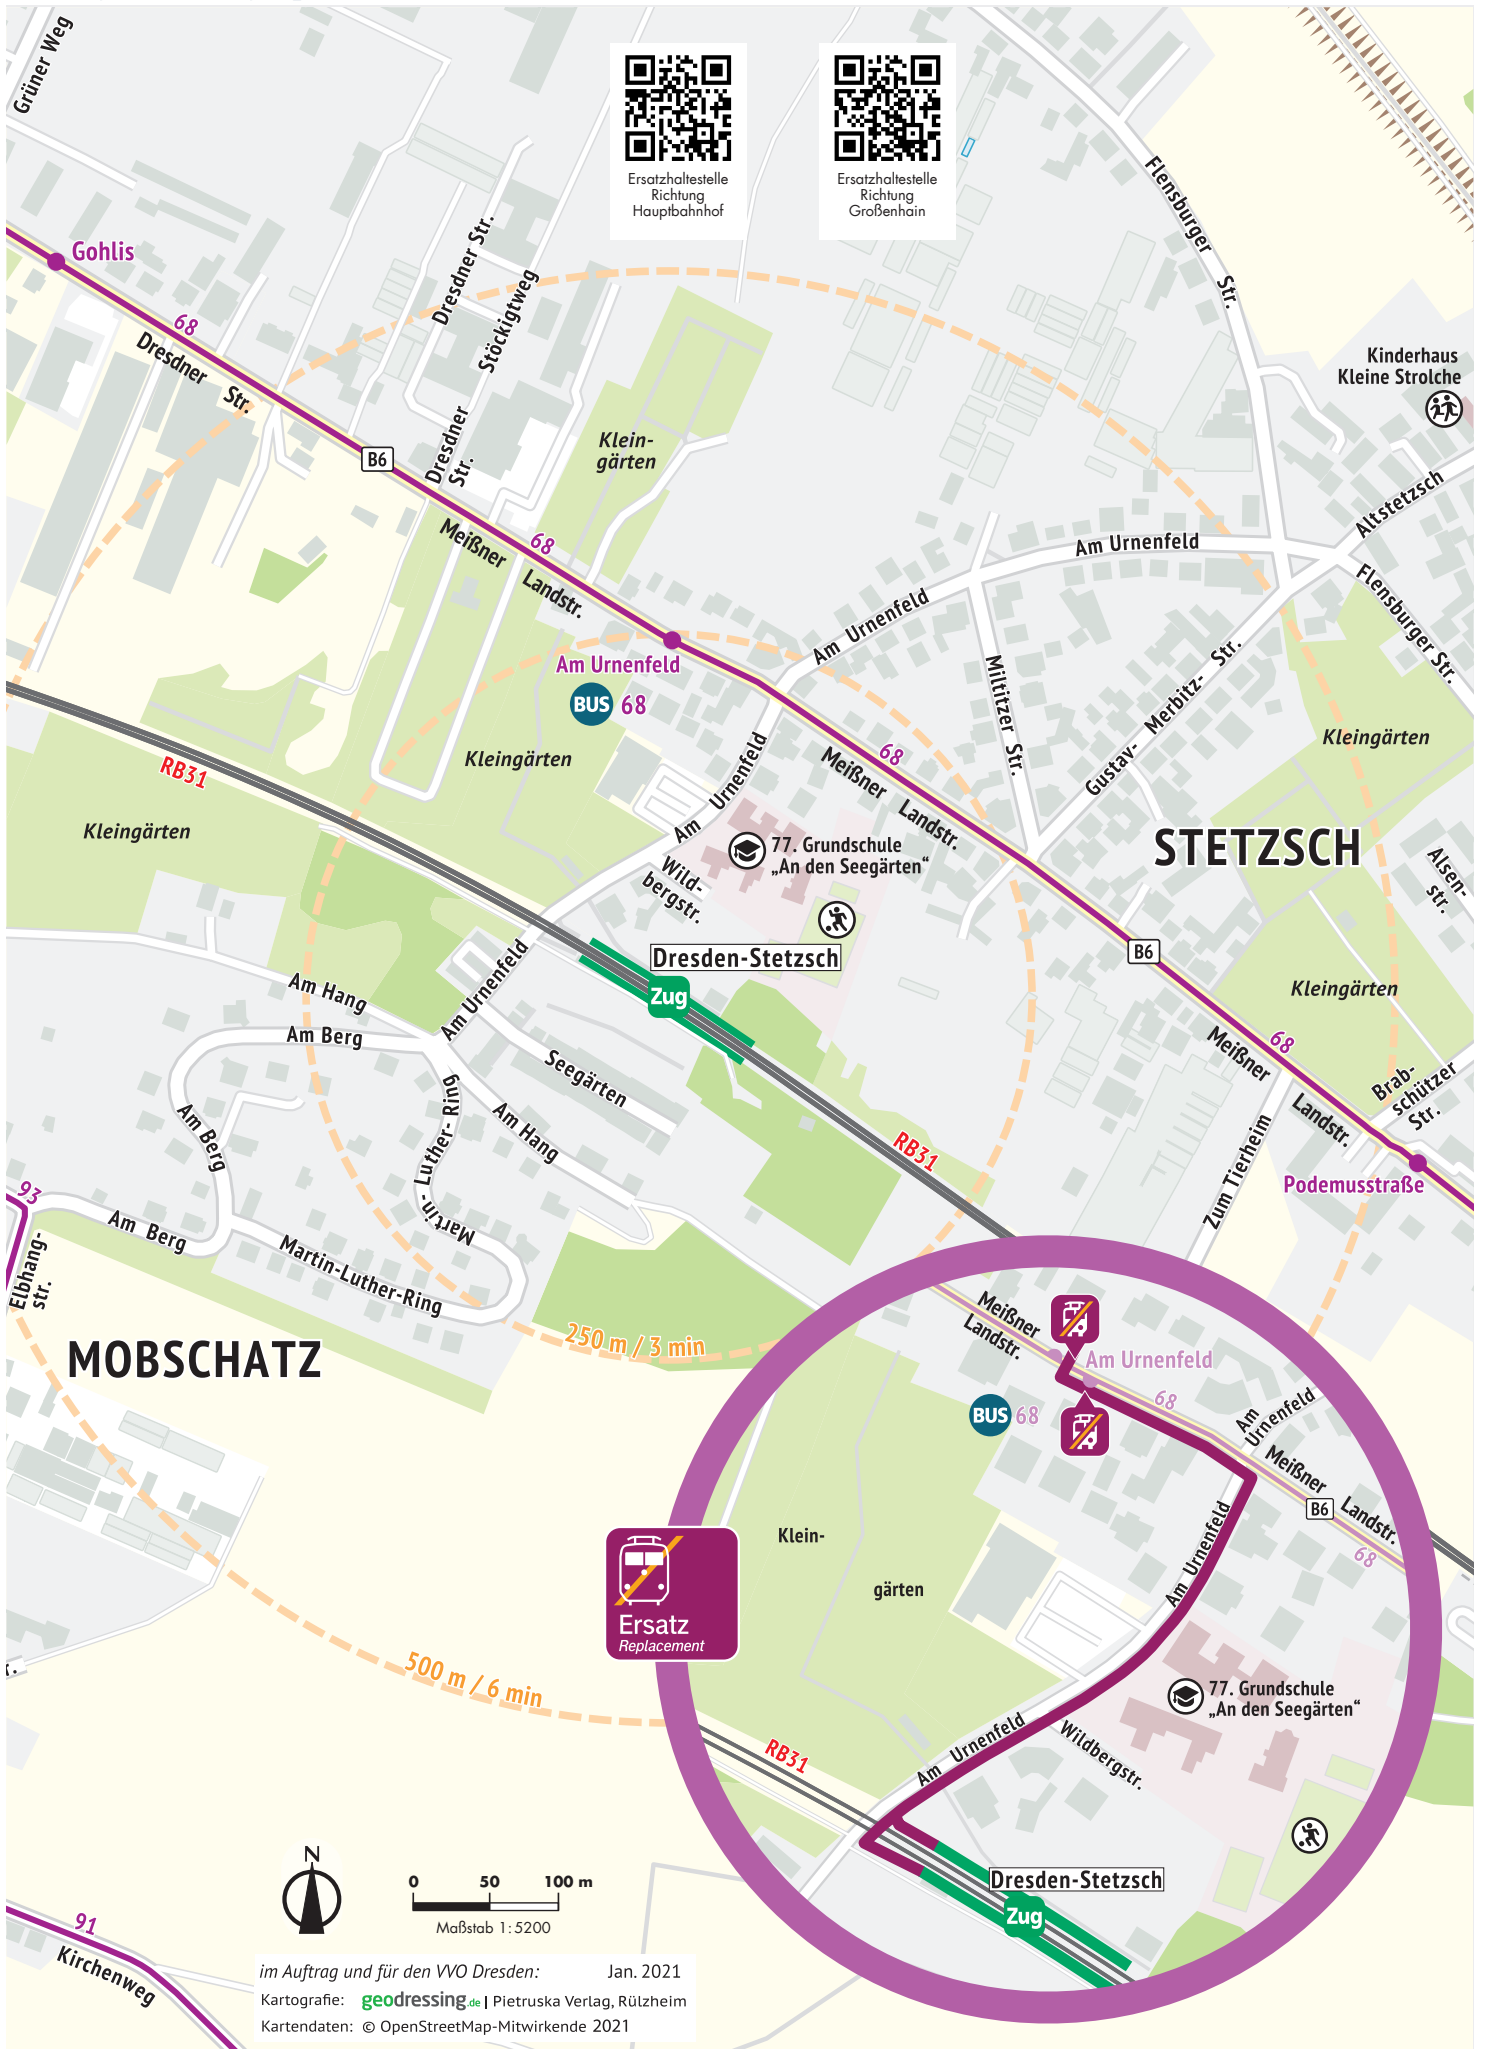 Grüner Weg
Ersatzhaltestelle
Richtung
Hauptbahnhof
Ersatzhaltestelle
Richtung
Großenhain
Flensburger
Str.
Gohlis
68
Dresdner
Str.
Dresdner Str.
Stöckigtweg
Kinderhaus
Kleine Strolche
B6
Dresdner
Str.
Klein-
gärten
Altstetzsch
Meißner
Landstr.
68
Am Urnenfeld
Flensburger Str.
Am Urnenfeld
Am Urnenfeld
BUS 68
Miltitzer Str.
Gustav- Merbitz- Str.
Kleingärten
RB31
Kleingärten
Am Urnenfeld
68
Meißner
Landstr.
Kleingärten
77. Grundschule
„An den Seegärten“
STETZSCH
Wild-
bergstr.
Alsen-
str.
B6
Dresden-Stetzsch
Zug
Am Urnenfeld
Am Hang
Am Berg
Kleingärten
68
Meißner
Landstr.
Seegärten
Am Hang
Am Berg
Martin- Luther- Ring
Brab-
schützer
Str.
RB31
Zum Tierheim
Podemusstraße
93
Elbhang-
str.
Am Berg
Martin-Luther-Ring
MOBSCHATZ
250 m / 3 min
Meißner
Landstr.
Am Urnenfeld
BUS 68
68
Am
Urnenfeld
Meißner
B6
Landstr.
68
Klein-
gärten
Am Urnenfeld
Ersatz
Replacement
500 m / 6 min
77. Grundschule
„An den Seegärten“
RB31
Am Urnenfeld
Wildbergstr.
Dresden-Stetzsch
Zug
N
0 50 100 m
Maßstab 1:5200
91
Kirchenweg
im Auftrag und für den VVO Dresden: Jan. 2021
Kartografie: geodressing.de | Pietruska Verlag, Rülzheim
Kartendaten: © OpenStreetMap-Mitwirkende 2021